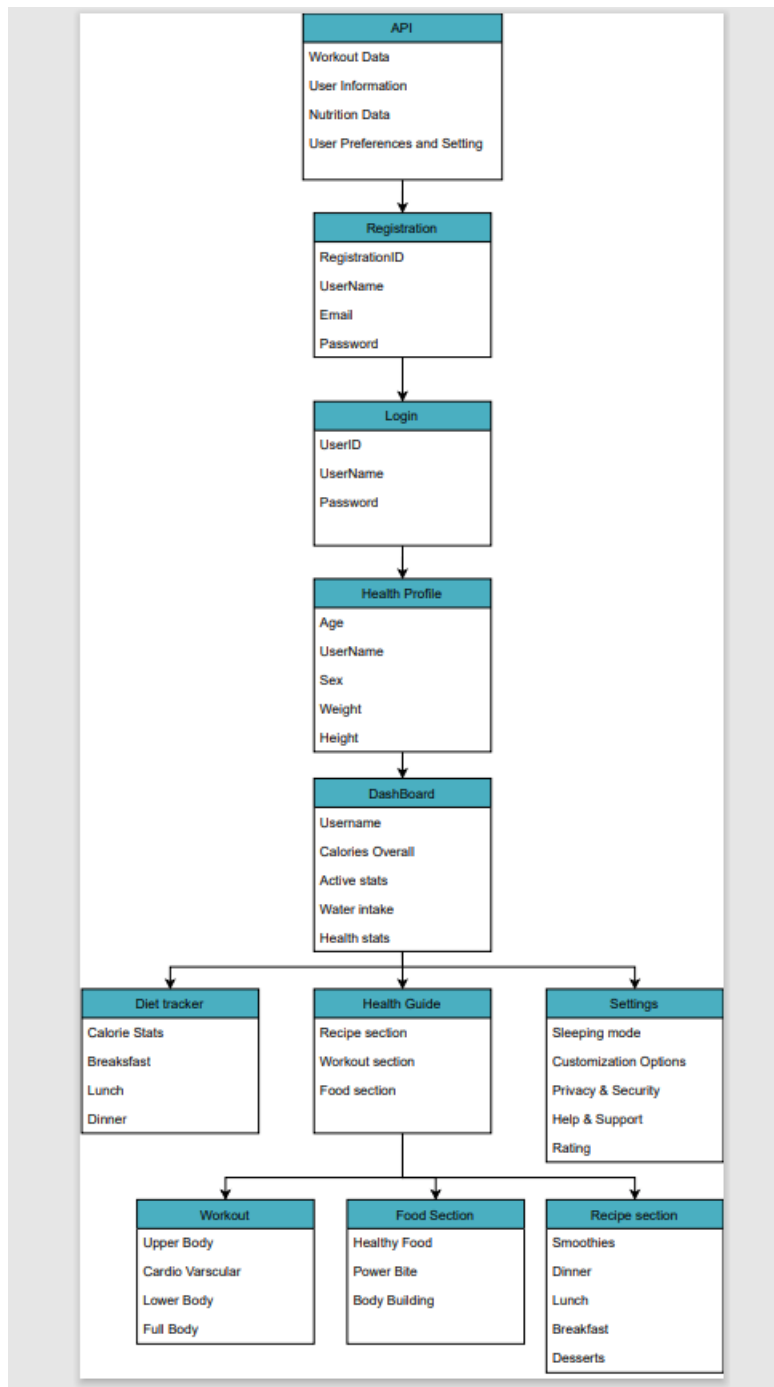 API
Workout Data
User Information
Nutrition Data
User Preferences and Setting
Registration
RegistrationID
UserName
Email
Password
Login
UserID
UserName
Password
Health Profile
Age
UserName
Sex
Weight
Height
DashBoard
Username
Calories Overall
Active stats
Water intake
Health stats
Diet tracker
Calorie Stats
Breaksfast
Lunch
Dinner
Health Guide
Recipe section
Workout section
Food section
Settings
Sleeping mode
Customization Options
Privacy & Security
Help & Support
Rating
Workout
Upper Body
Cardio Varscular
Lower Body
Full Body
Food Section
Healthy Food
Power Bite
Body Building
Recipe section
Smoothies
Dinner
Lunch
Breakfast
Desserts